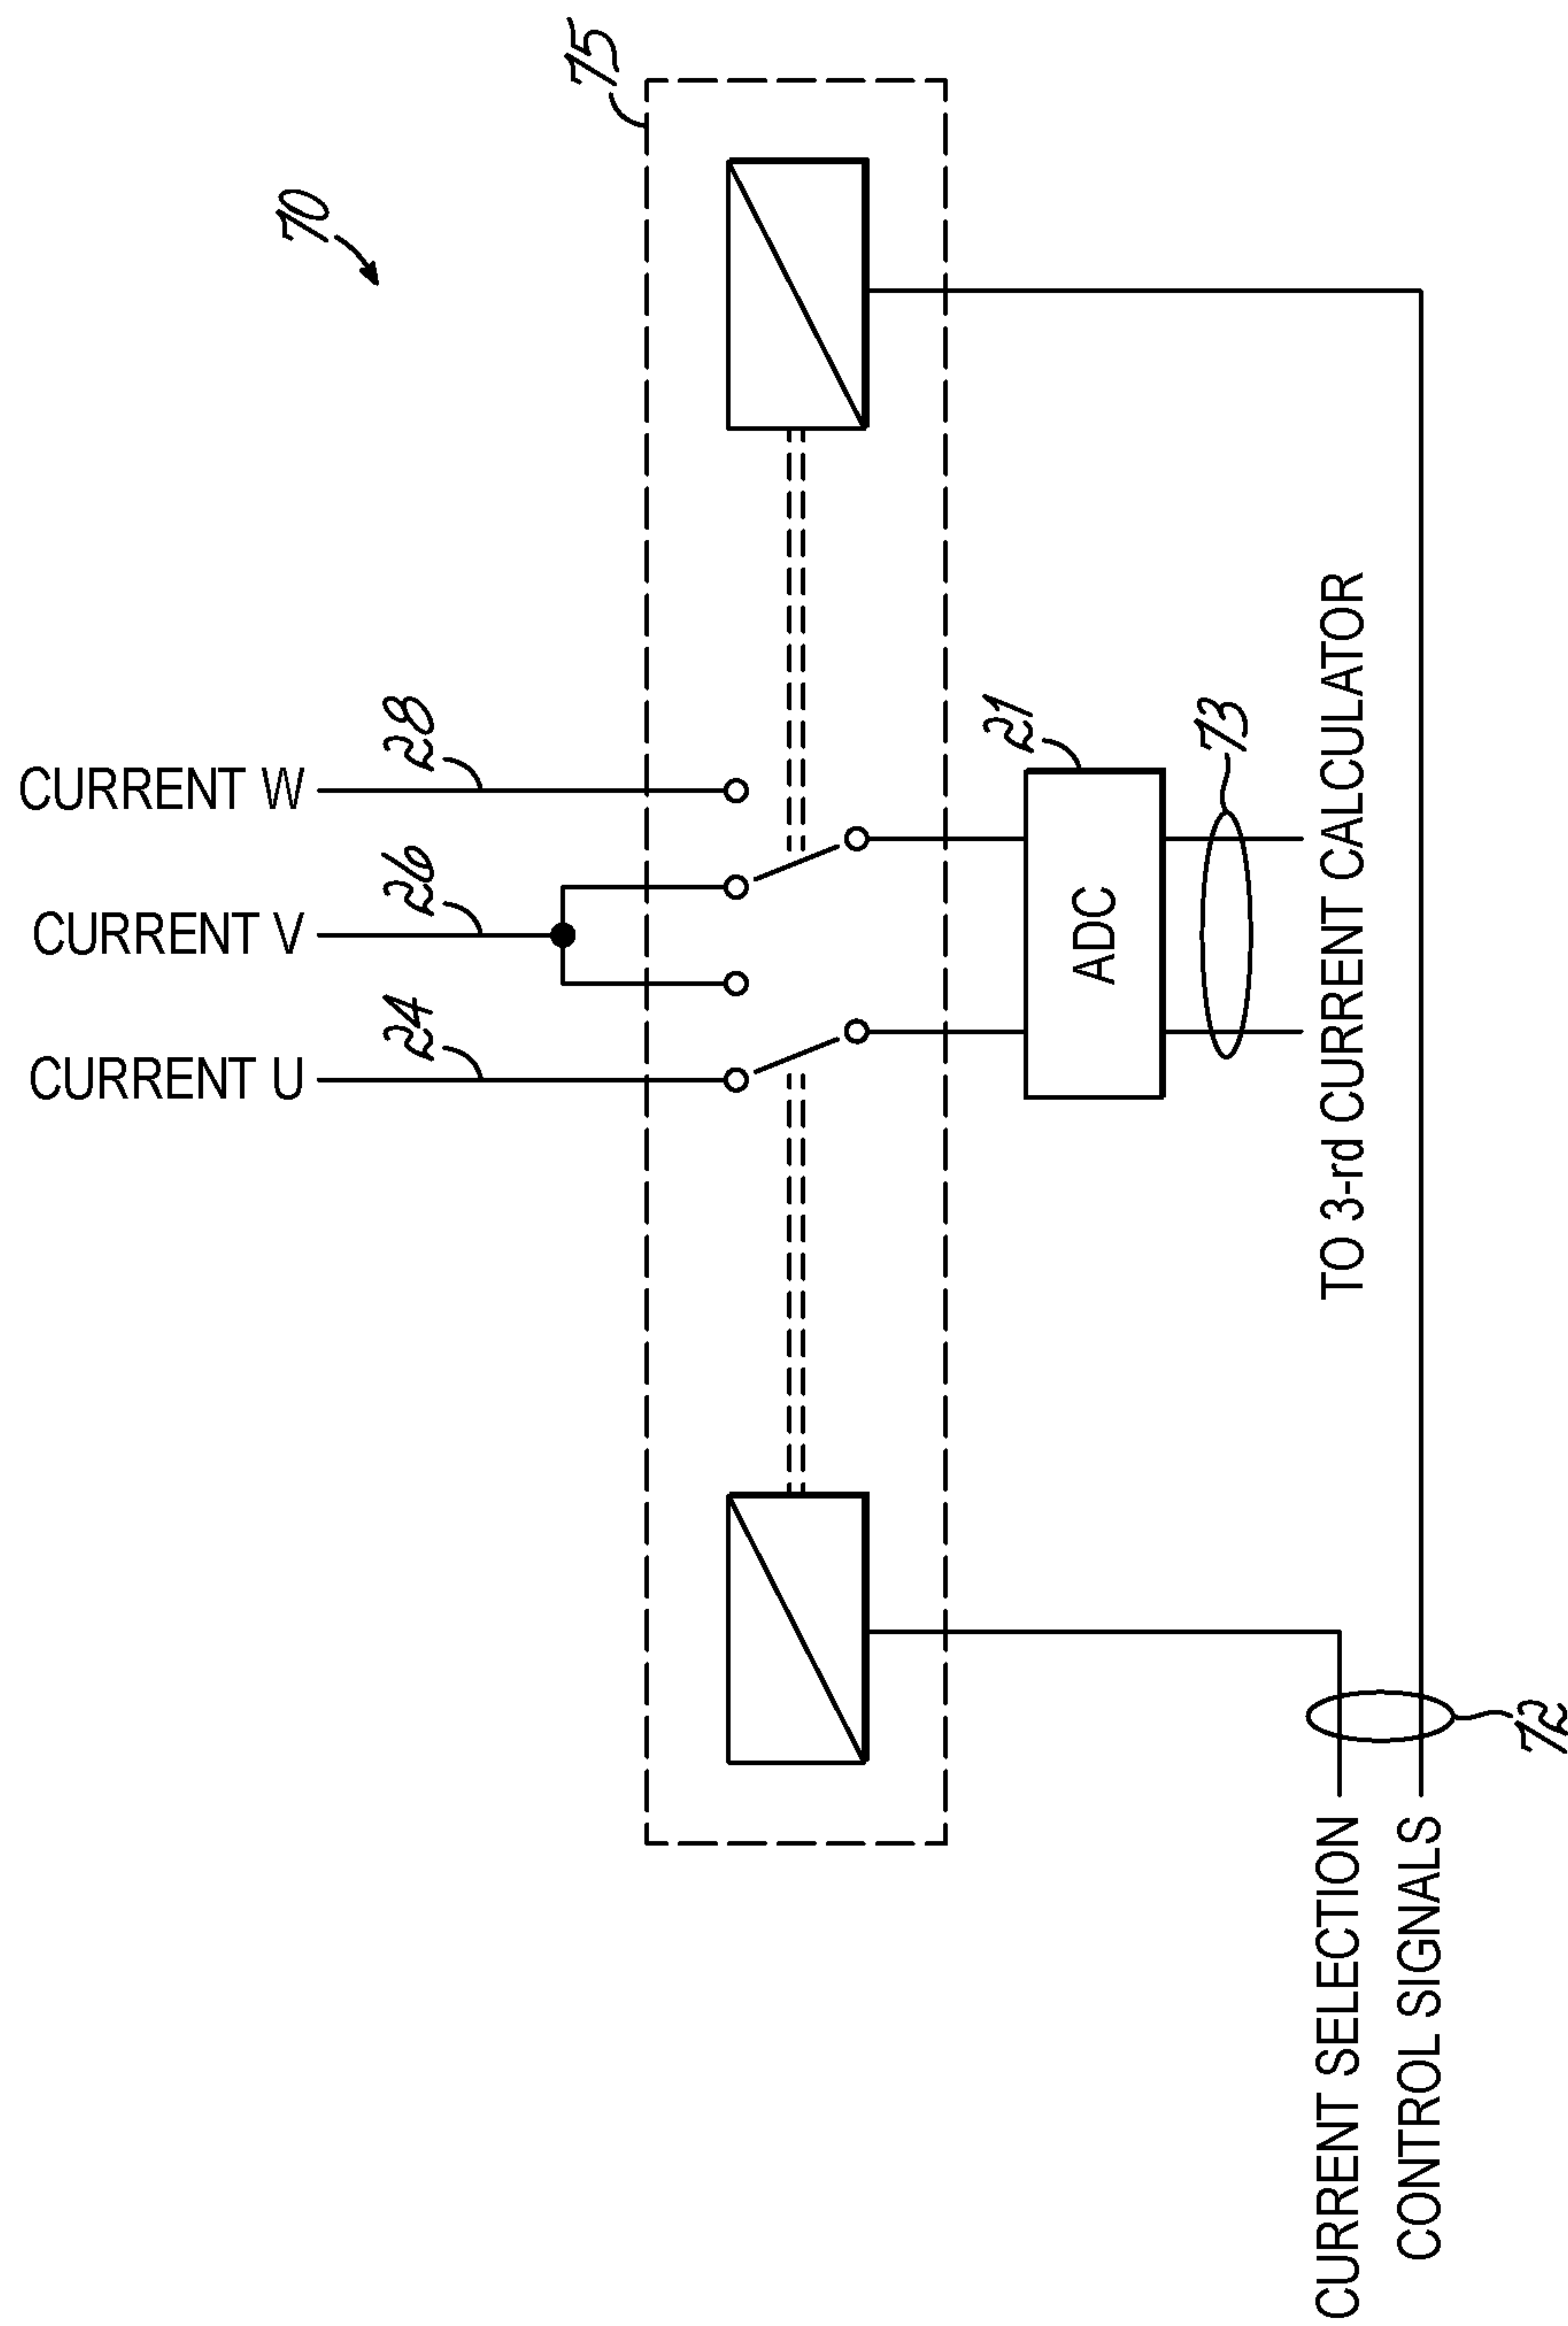 70
75
CURRENT W
28
CURRENT V
26
CURRENT U
24
21
ADC
73
TO 3-rd CURRENT CALCULATOR
72
CURRENT SELECTION
CONTROL SIGNALS